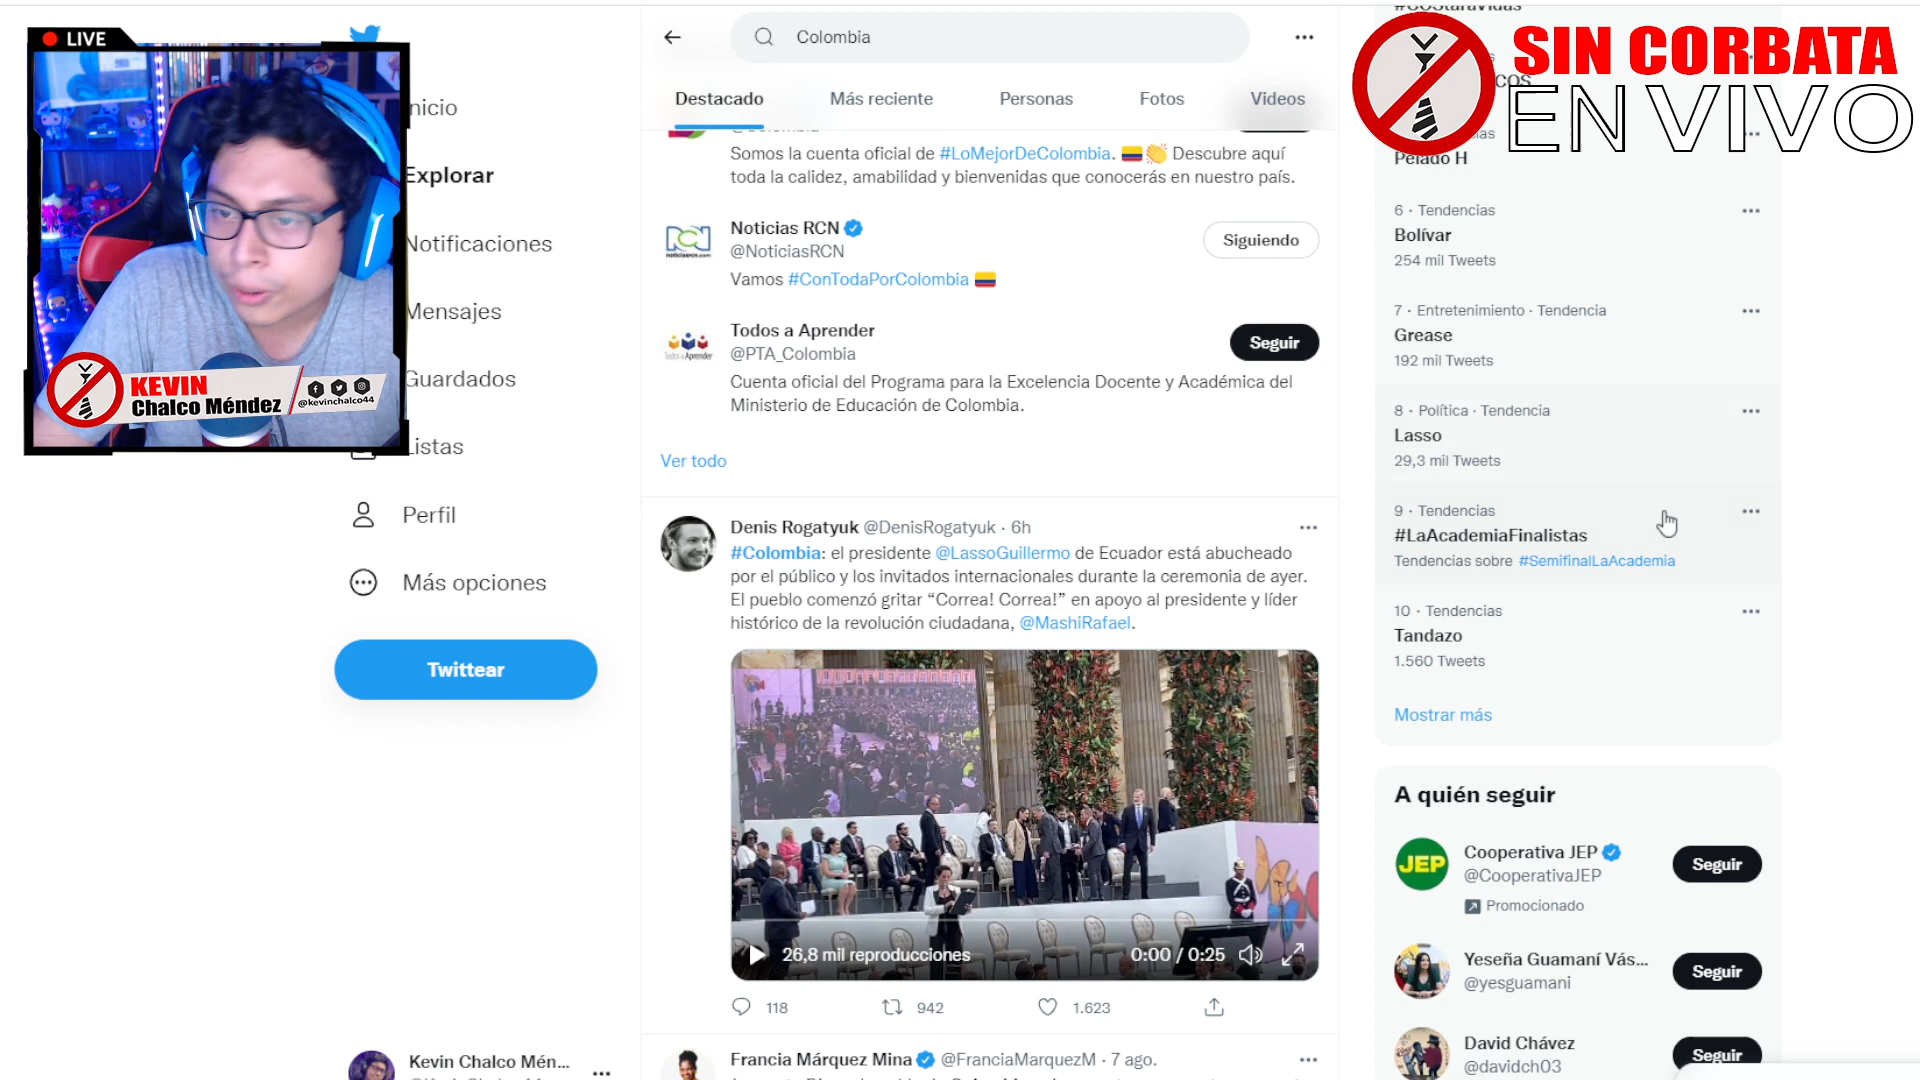 LIVE
KEVIN
Chalco Méndez
@kevinchalco44
SIN CORBATA
EN VIVO
nicio
Explorar
Notificaciones
Mensajes
Guardados
Listas
Perfil
Más opciones
Twittear
Kevin Chalco Mén...
Colombia
Destacado
Más reciente
Personas
Fotos
Videos
Somos la cuenta oficial de #LoMejorDeColombia. 🇨🇴👏 Descubre aquí
toda la calidez, amabilidad y bienvenidas que conocerás en nuestro país.
Noticias RCN
@NoticiasRCN
Siguiendo
Vamos #ConTodaPorColombia 🇨🇴
Todos a Aprender
@PTA_Colombia
Seguir
Cuenta oficial del Programa para la Excelencia Docente y Académica del
Ministerio de Educación de Colombia.
Ver todo
Denis Rogatyuk @DenisRogatyuk · 6h
#Colombia: el presidente @LassoGuillermo de Ecuador está abucheado
por el público y los invitados internacionales durante la ceremonia de ayer.
El pueblo comenzó gritar “Correa! Correa!” en apoyo al presidente y líder
histórico de la revolución ciudadana, @MashiRafael.
26,8 mil reproducciones
0:00 / 0:25
118
942
1.623
Francia Márquez Mina @FranciaMarquezM · 7 ago.
Pelado H
6 · Tendencias
Bolívar
254 mil Tweets
7 · Entretenimiento · Tendencia
Grease
192 mil Tweets
8 · Política · Tendencia
Lasso
29,3 mil Tweets
9 · Tendencias
#LaAcademiaFinalistas
Tendencias sobre #SemifinalLaAcademia
10 · Tendencias
Tandazo
1.560 Tweets
Mostrar más
A quién seguir
JEP
Cooperativa JEP
@CooperativaJEP
Seguir
Promocionado
Yeseña Guamaní Vás...
@yesguamani
Seguir
David Chávez
@davidch03
Seguir